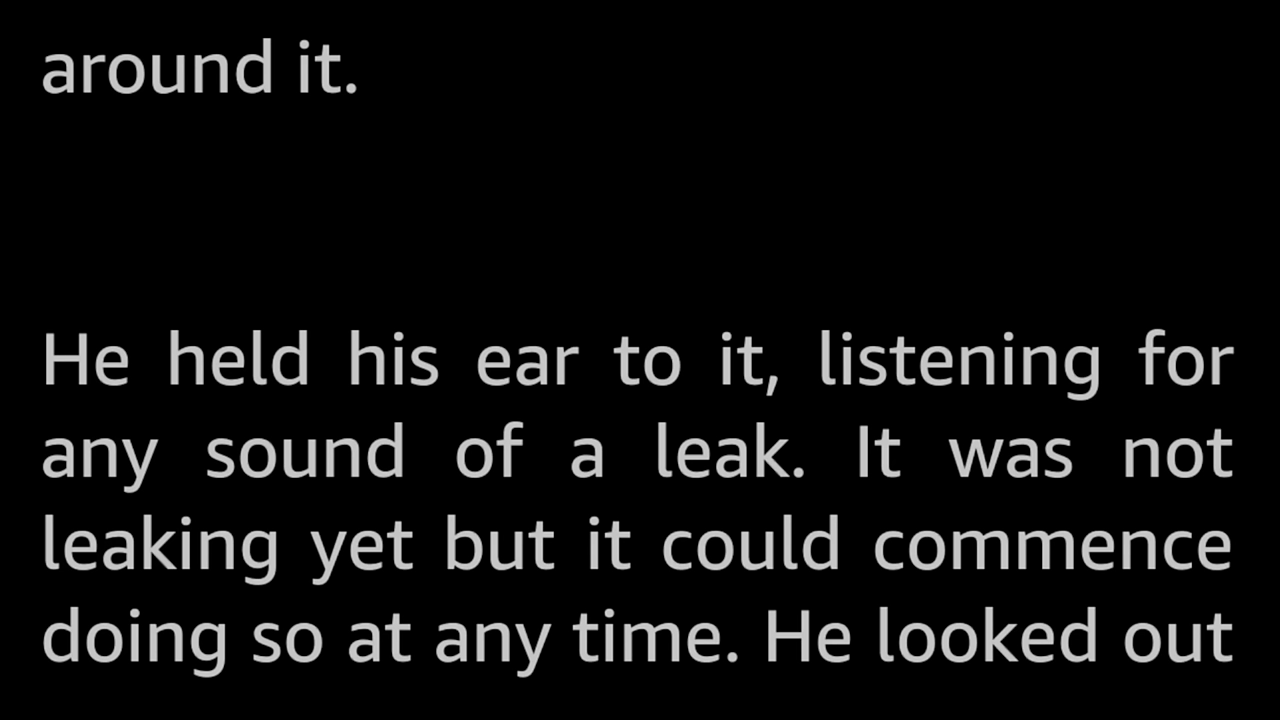 around it.
He held his ear to it, listening for
any sound of a leak. It was not
leaking yet but it could commence
doing so at any time. He looked out